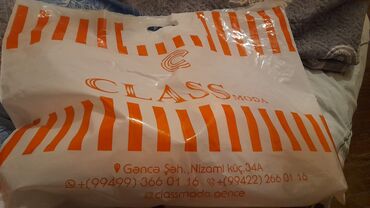 CLASS
MODA
Gəncə Şəh., Nizami küç.34A
+(99499) 366 01 16 +(99422) 266 01 16
classmoda.gence